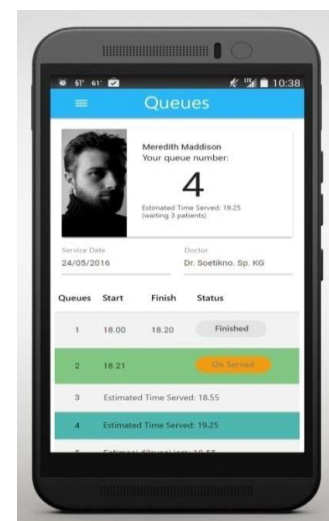 61° 61° 10:38
Queues
Meredith Maddison
Your queue number:
4
Estimated Time Served: 19.25
(waiting 3 patients)
Service Date Doctor
24/05/2016 Dr. Soetikno. Sp. KG
Queues Start Finish Status
1 18.00 18.20 Finished
2 18.21 On Served
3 Estimated Time Served: 18.55
4 Estimated Time Served: 19.25